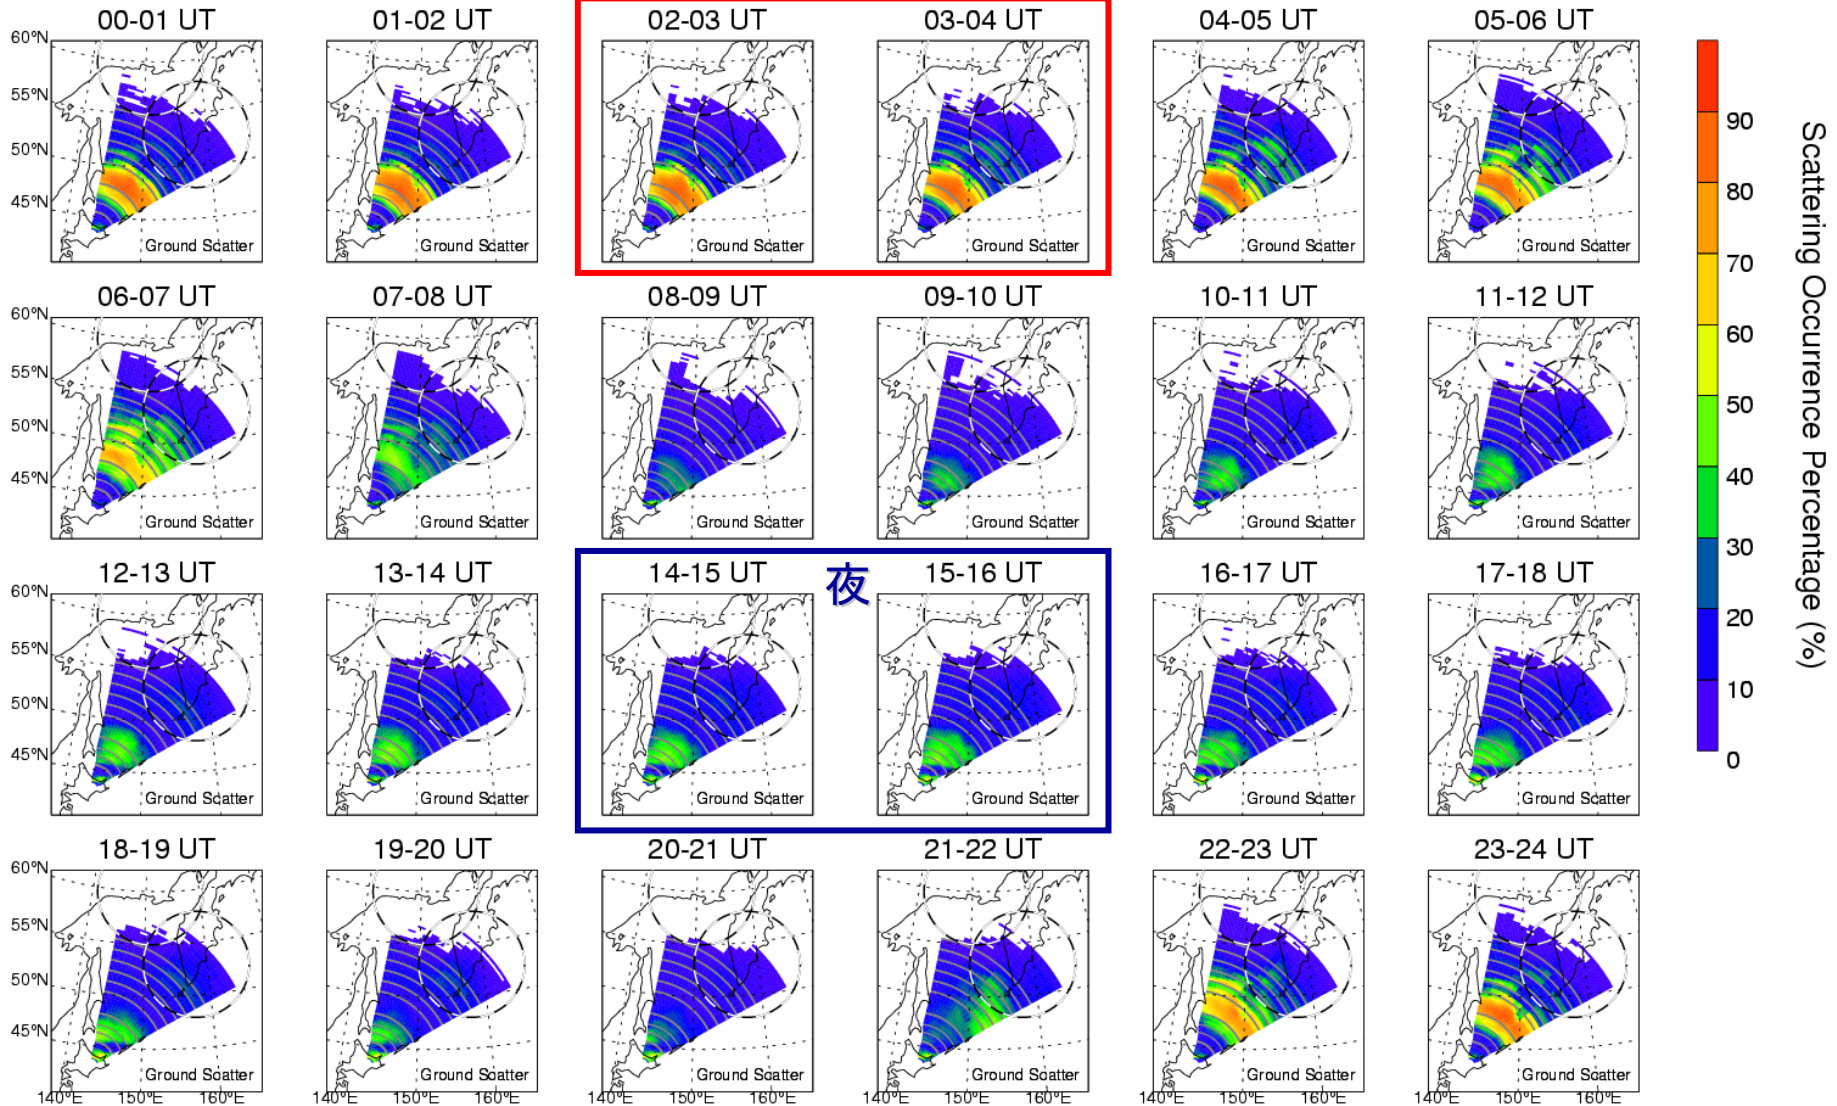 00-01 UT 01-02 UT 02-03 UT 03-04 UT 04-05 UT 05-06 UT
60°N
55°N
50°N
45°N
Ground Scatter Ground Scatter Ground Scatter Ground Scatter Ground Scatter Ground Scatter
06-07 UT 07-08 UT 08-09 UT 09-10 UT 10-11 UT 11-12 UT
60°N
55°N
50°N
45°N
Ground Scatter Ground Scatter Ground Scatter Ground Scatter Ground Scatter Ground Scatter
12-13 UT 13-14 UT 14-15 UT 夜 15-16 UT 16-17 UT 17-18 UT
60°N
55°N
50°N
45°N
Ground Scatter Ground Scatter Ground Scatter Ground Scatter Ground Scatter Ground Scatter
18-19 UT 19-20 UT 20-21 UT 21-22 UT 22-23 UT 23-24 UT
60°N
55°N
50°N
45°N
Ground Scatter Ground Scatter Ground Scatter Ground Scatter Ground Scatter Ground Scatter
140°E 150°E 160°E 140°E 150°E 160°E 140°E 150°E 160°E 140°E 150°E 160°E 140°E 150°E 160°E 140°E 150°E 160°E
90
80
70
60
50
40
30
20
10
0
Scattering Occurrence Percentage (%)